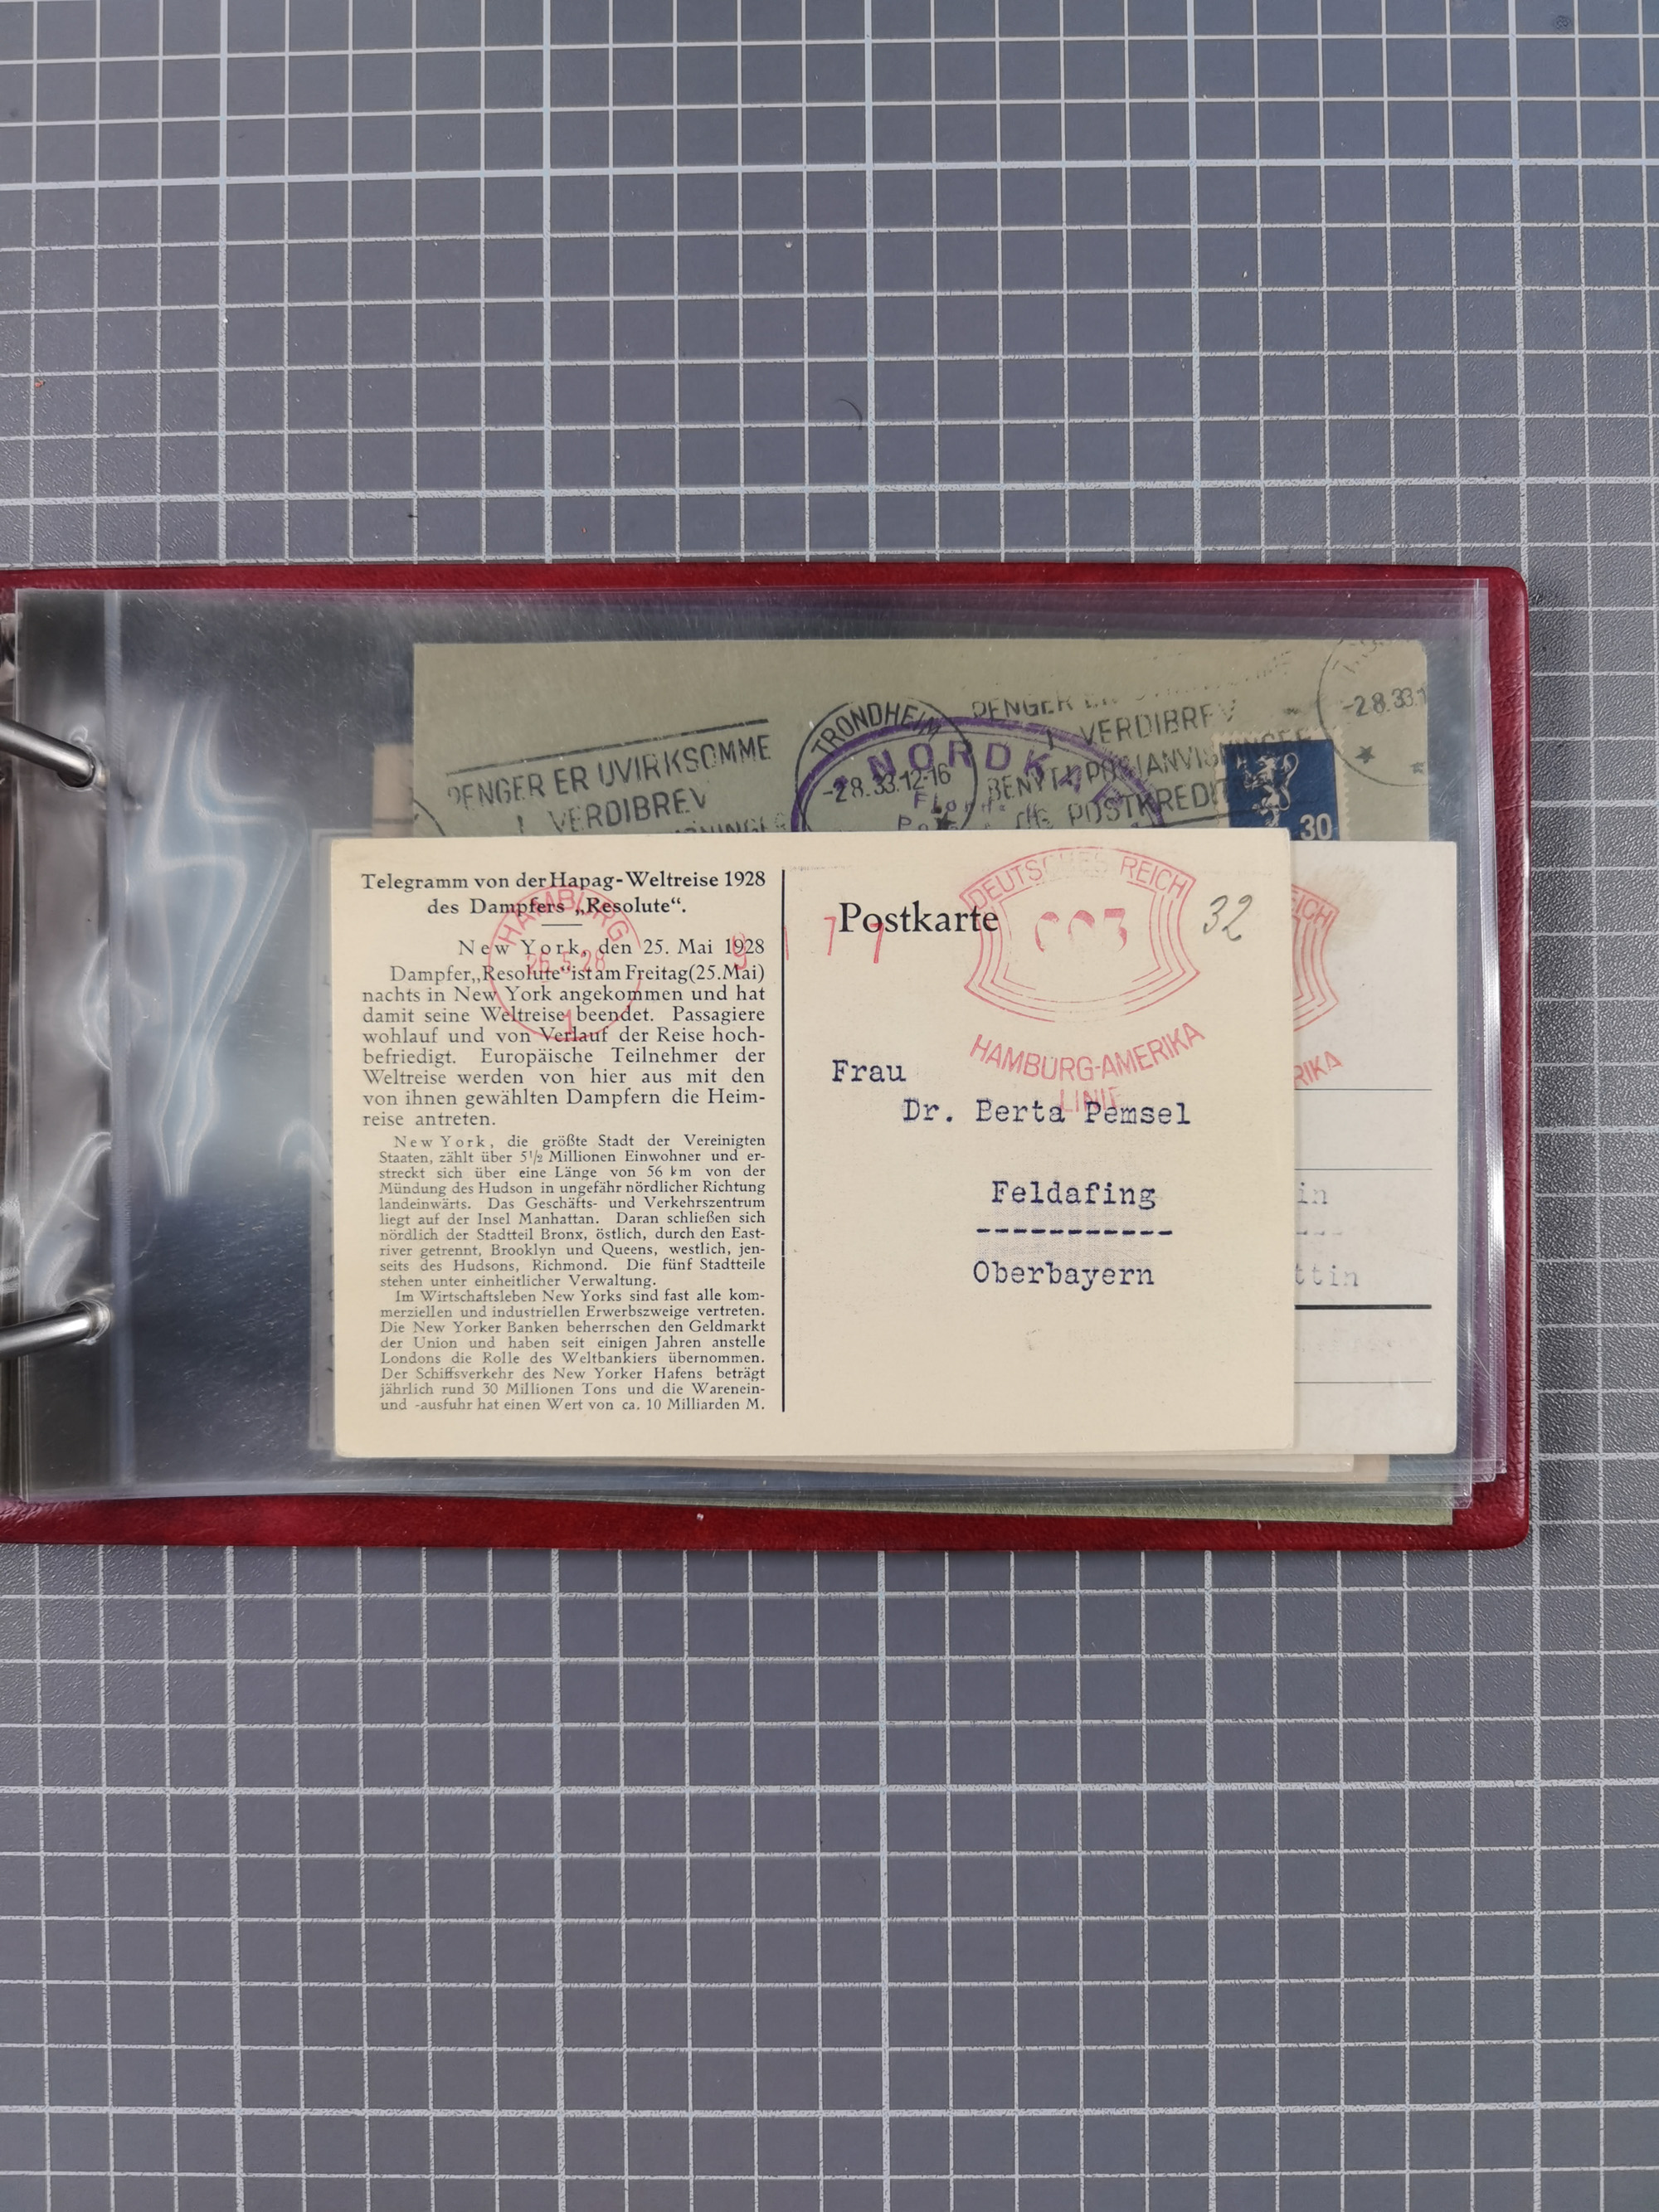 PENGER ER UVIRKSOMME
I VERDIBREV
TRONDHEIM
-2.8.33.12-16
NORDKAP
PENGER ER
I VERDIBREV
BENYTT POSTANVISNINGER
POSTKREDIT
-2.8.33.1
30
Telegramm von der Hapag-Weltreise 1928
des Dampfers „Resolute“.
New York, den 25. Mai 1928
Dampfer „Resolute“ ist am Freitag (25. Mai)
nachts in New York angekommen und hat
damit seine Weltreise beendet. Passagiere
wohlauf und von Verlauf der Reise hoch-
befriedigt. Europäische Teilnehmer der
Weltreise werden von hier aus mit den
von ihnen gewählten Dampfern die Heim-
reise antreten.
New York, die größte Stadt der Vereinigten
Staaten, zählt über 5½ Millionen Einwohner und er-
streckt sich über eine Länge von 56 km von der
Mündung des Hudson in ungefähr nördlicher Richtung
landeinwärts. Das Geschäfts- und Verkehrszentrum
liegt auf der Insel Manhattan. Daran schließen sich
nördlich der Stadtteil Bronx, östlich, durch den East-
river getrennt, Brooklyn und Queens, westlich, jen-
seits des Hudsons, Richmond. Die fünf Stadtteile
stehen unter einheitlicher Verwaltung.
Im Wirtschaftsleben New Yorks sind fast alle kom-
merziellen und industriellen Erwerbszweige vertreten.
Die New Yorker Banken beherrschen den Geldmarkt
der Union und haben seit einigen Jahren anstelle
Londons die Rolle des Weltbankiers übernommen.
Der Schiffsverkehr des New Yorker Hafens beträgt
jährlich rund 30 Millionen Tons und die Warenein-
und -ausfuhr hat einen Wert von ca. 10 Milliarden M.
HAMBURG
26.5.28
1
Postkarte
DEUTSCHES REICH
003
HAMBURG-AMERIKA
LINIE
32
Frau
Dr. Berta Pemsel
Feldafing
Oberbayern
EICH
RIKA
in
ttin